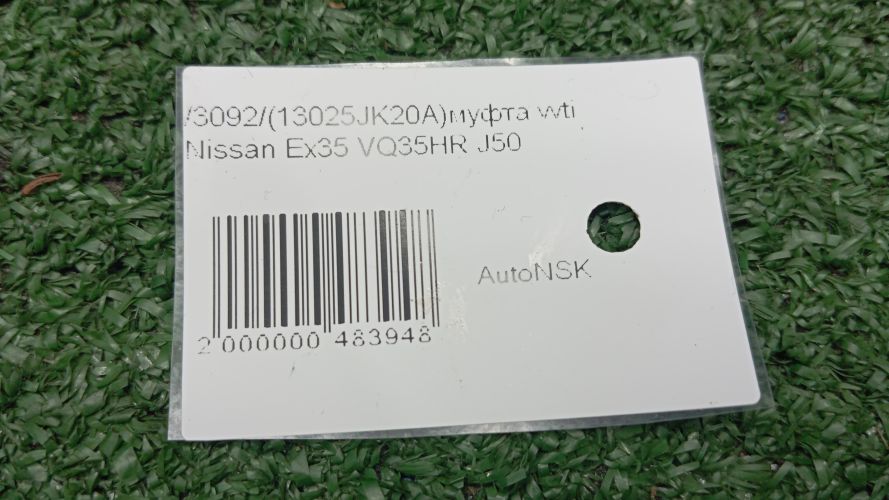 /3092/(13025JK20A)муфта vvti
Nissan Ex35 VQ35HR J50
AutoNSK
2 000000 483948